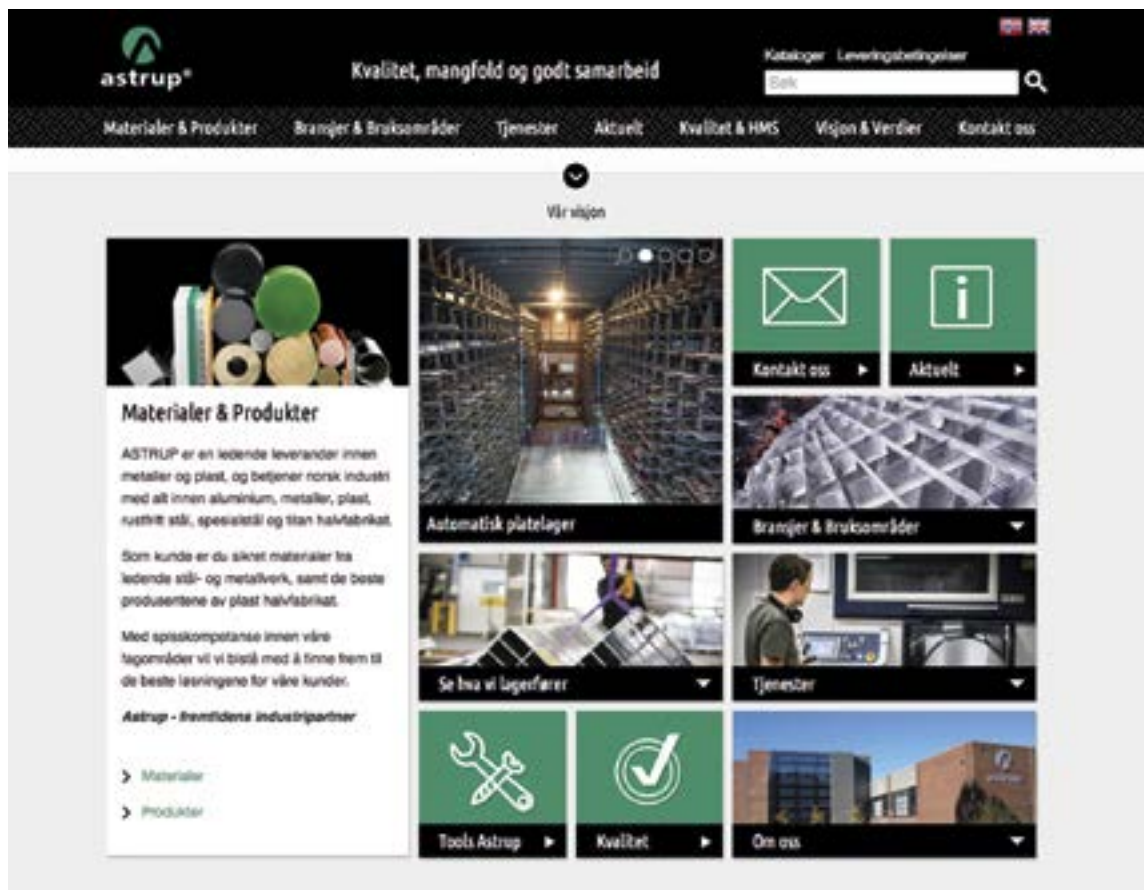 astrup®
Kvalitet, mangfold og godt samarbeid
Kataloger Leveringsbetingelser
Søk
Materialer & Produkter Bransjer & Bruksområder Tjenester Aktuelt Kvalitet & HMS Visjon & Verdier Kontakt oss
Vår visjon
Materialer & Produkter
ASTRUP er en ledende leverandør innen
metaller og plast, og betjener norsk industri
med alt innen aluminium, metaller, plast,
rustfritt stål, spesialstål og titan halvfabrikat.
Som kunde er du sikret materialer fra
ledende stål- og metallverk, samt de beste
produsentene av plast halvfabrikat.
Med spisskompetanse innen våre
fagområder vil vi bistå med å finne frem til
de beste løsningene for våre kunder.
Astrup - fremtidens industripartner
Materialer
Produkter
Automatisk platelager
Kontakt oss
Aktuelt
Bransjer & Bruksområder
Se hva vi lagerfører
Tjenester
Tools Astrup
Kvalitet
Om oss